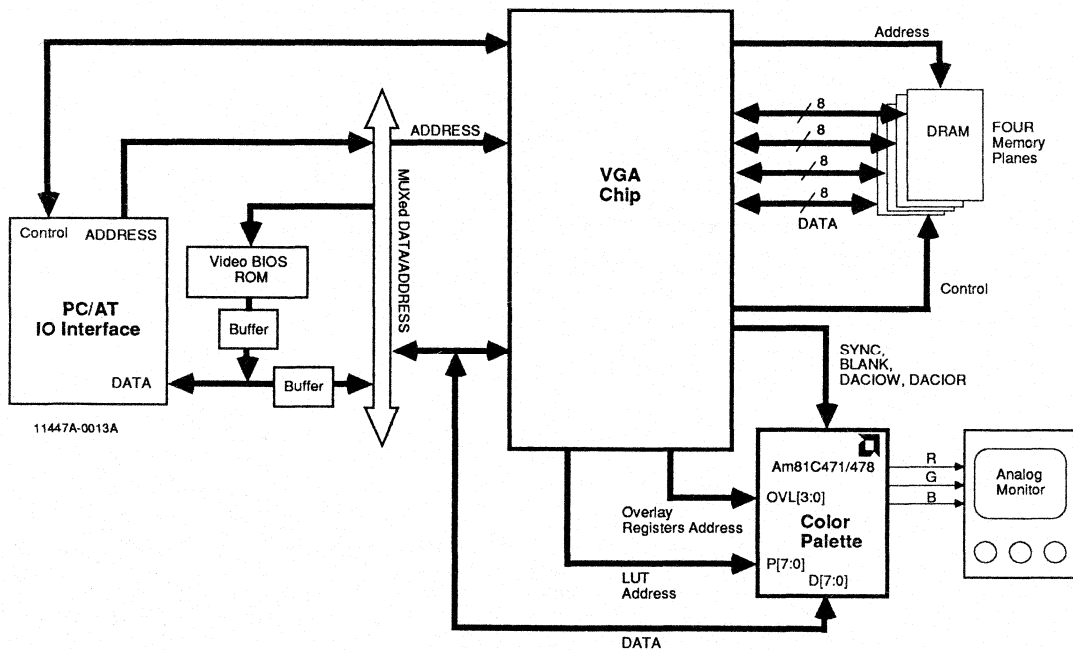 Address
8
8
8
8
DATA
DRAM
FOUR
Memory
Planes
Control
VGA
Chip
ADDRESS
MUXed DATA/ADDRESS
Control
ADDRESS
PC/AT
IO Interface
DATA
Video BIOS
ROM
Buffer
Buffer
11447A-0013A
SYNC,
BLANK,
DACIOW, DACIOR
Am81C471/478
OVL[3:0]
Color
Palette
P[7:0]
D[7:0]
R
G
B
Analog
Monitor
Overlay
Registers Address
LUT
Address
DATA